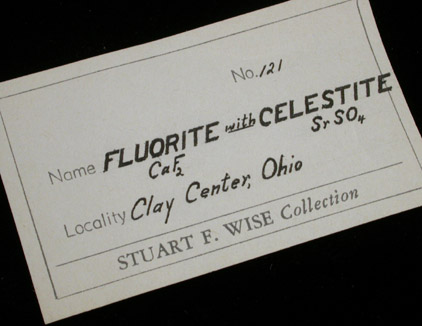 No. 121
Name FLUORITE with CELESTITE
CaF₂ SrSO₄
Locality Clay Center, Ohio
STUART F. WISE Collection